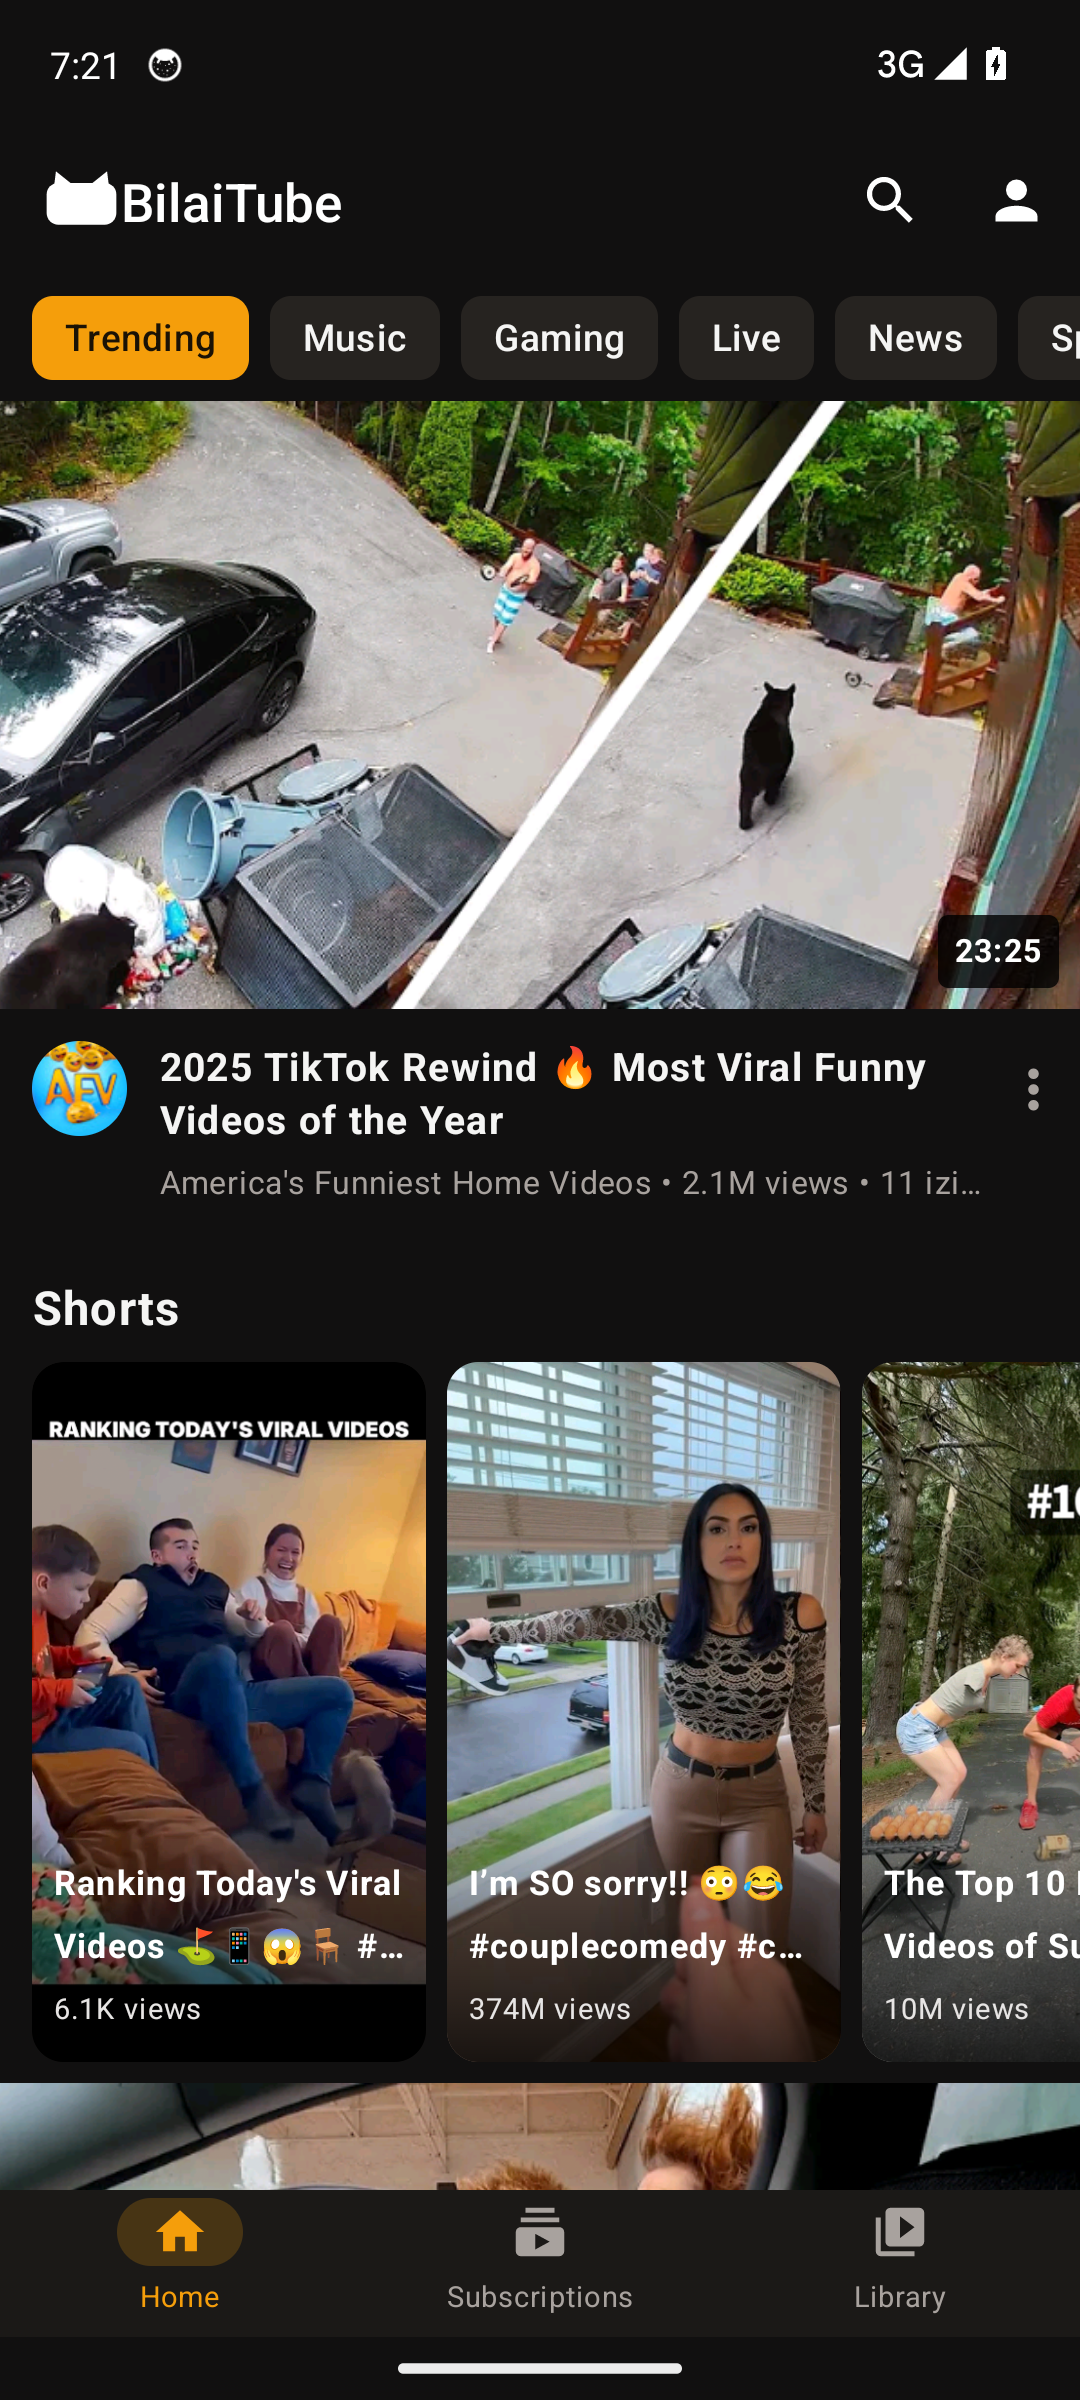 7:21
3G
BilaiTube
Trending
Music
Gaming
Live
News
Sp
23:25
AFV
2025 TikTok Rewind 🔥 Most Viral Funny
Videos of the Year
America's Funniest Home Videos • 2.1M views • 11 izi...
Shorts
RANKING TODAY'S VIRAL VIDEOS
Ranking Today's Viral
Videos ⛳📱😱🪑 #...
6.1K views
I'm SO sorry!! 😳😂
#couplecomedy #c...
374M views
#10
The Top 10
Videos of Su
10M views
Home
Subscriptions
Library